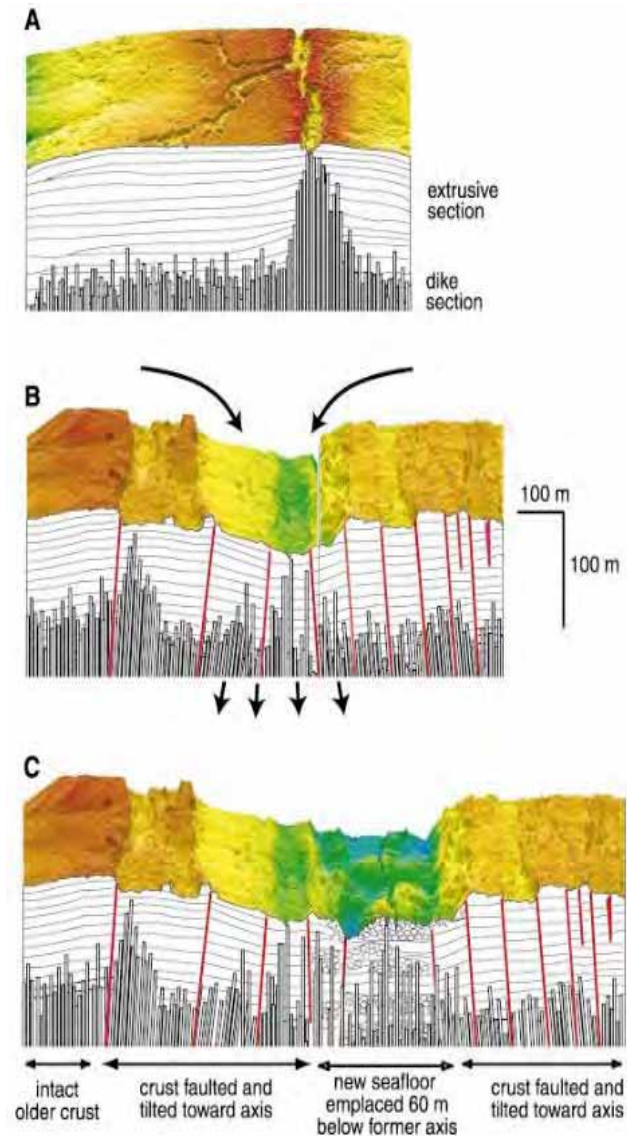 A
extrusive
section
dike
section
B
100 m
100 m
C
intact
older crust
crust faulted and
tilted toward axis
new seafloor
emplaced 60 m
below former axis
crust faulted and
tilted toward axis